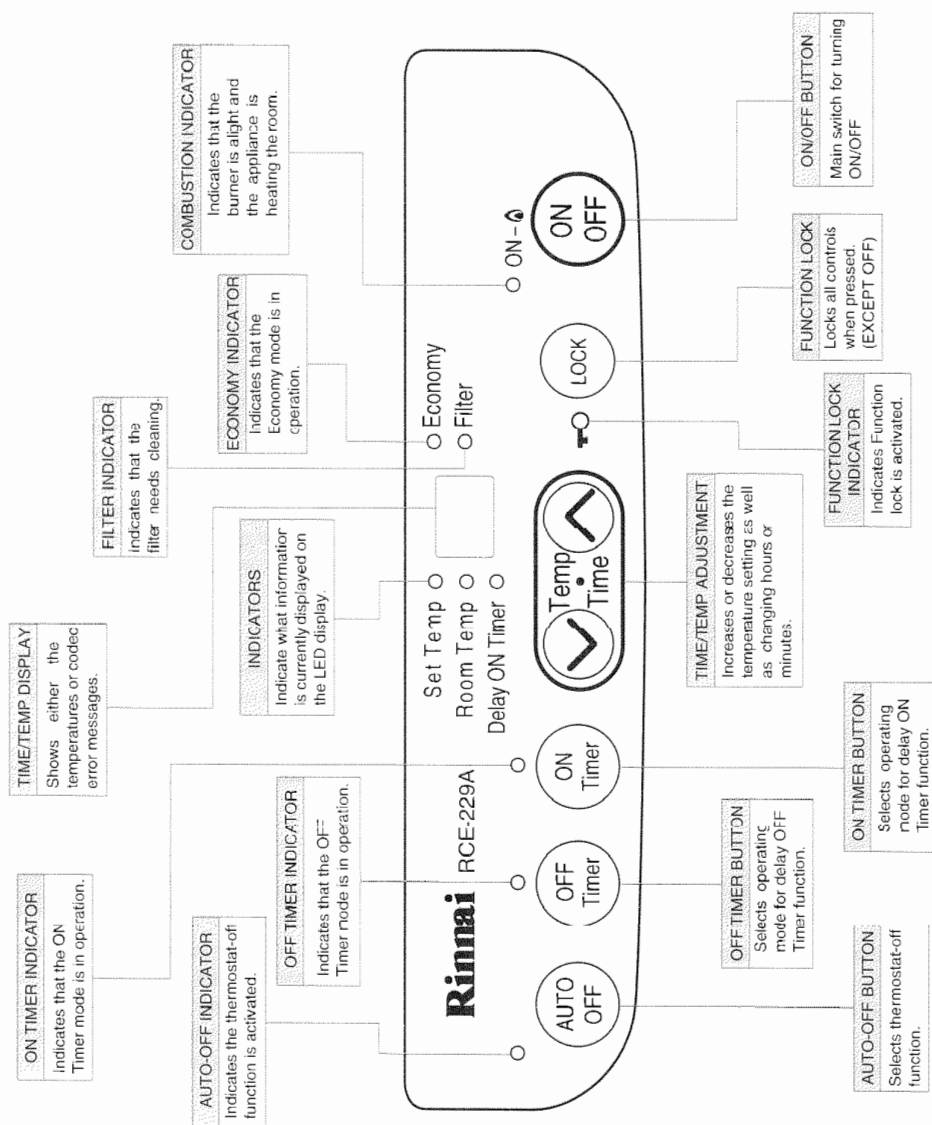 ON TIMER INDICATOR
Indicates that the ON
Timer mode is in operation.
TIME/TEMP DISPLAY
Shows either the
temperatures or codec
error messages.
FILTER INDICATOR
indicates that the
filter needs cleaning.
AUTO-OFF INDICATOR
Indicates the thermostat-off
function is activated.
OFF TIMER INDICATOR
Indicates that the OFF
Timer node is in operation.
INDICATORS
Indicate what information
is currently displayed on
the LED display.
ECONOMY INDICATOR
Indicates that the
Economy mode is in
operation.
COMBUSTION INDICATOR
Indicates that the
burner is alight and
the appliance is
heating the room.
Rinnai RCE-229A
Set Temp
Room Temp
Delay ON Timer
Economy
Filter
ON -
AUTO
OFF
OFF
Timer
ON
Timer
Temp
Time
LOCK
ON
OFF
AUTO-OFF BUTTON
Selects thermostat-off
function.
OFF TIMER BUTTON
Selects operating
mode for delay OFF
Timer function.
ON TIMER BUTTON
Selects operating
node for delay ON
Timer function.
TIME/TEMP ADJUSTMENT
Increases or decreases the
temperature setting as well
as changing hours or
minutes.
FUNCTION LOCK
INDICATOR
Indicates Function
lock is activated.
FUNCTION LOCK
Locks all controls
when pressed.
(EXCEPT OFF)
ON/OFF BUTTON
Main switch for turning
ON/OFF